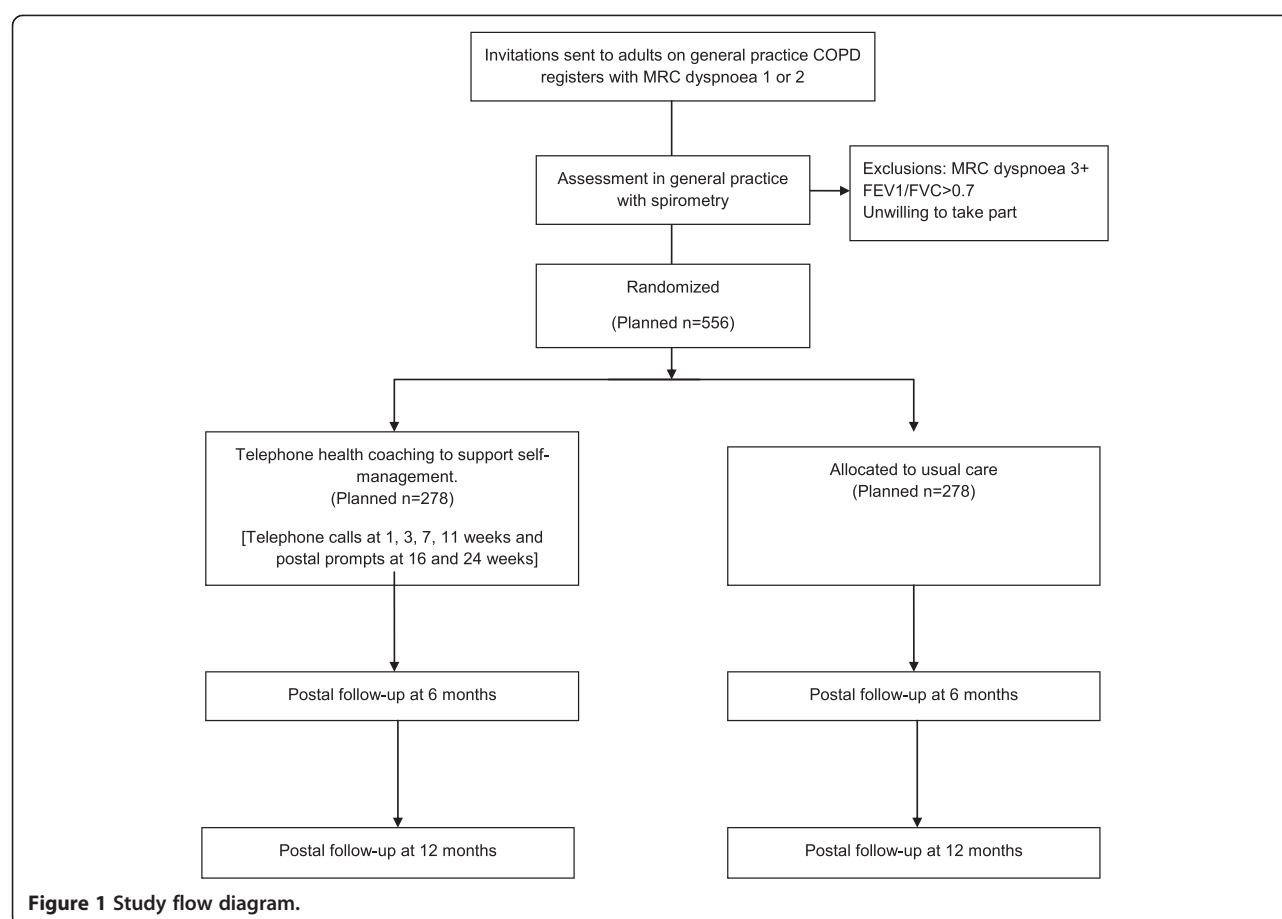 Invitations sent to adults on general practice COPD
registers with MRC dyspnoea 1 or 2
Assessment in general practice
with spirometry
Exclusions: MRC dyspnoea 3+
FEV1/FVC>0.7
Unwilling to take part
Randomized
(Planned n=556)
Telephone health coaching to support self-
management.
(Planned n=278)
[Telephone calls at 1, 3, 7, 11 weeks and
postal prompts at 16 and 24 weeks]
Allocated to usual care
(Planned n=278)
Postal follow-up at 6 months
Postal follow-up at 6 months
Postal follow-up at 12 months
Postal follow-up at 12 months
Figure 1 Study flow diagram.